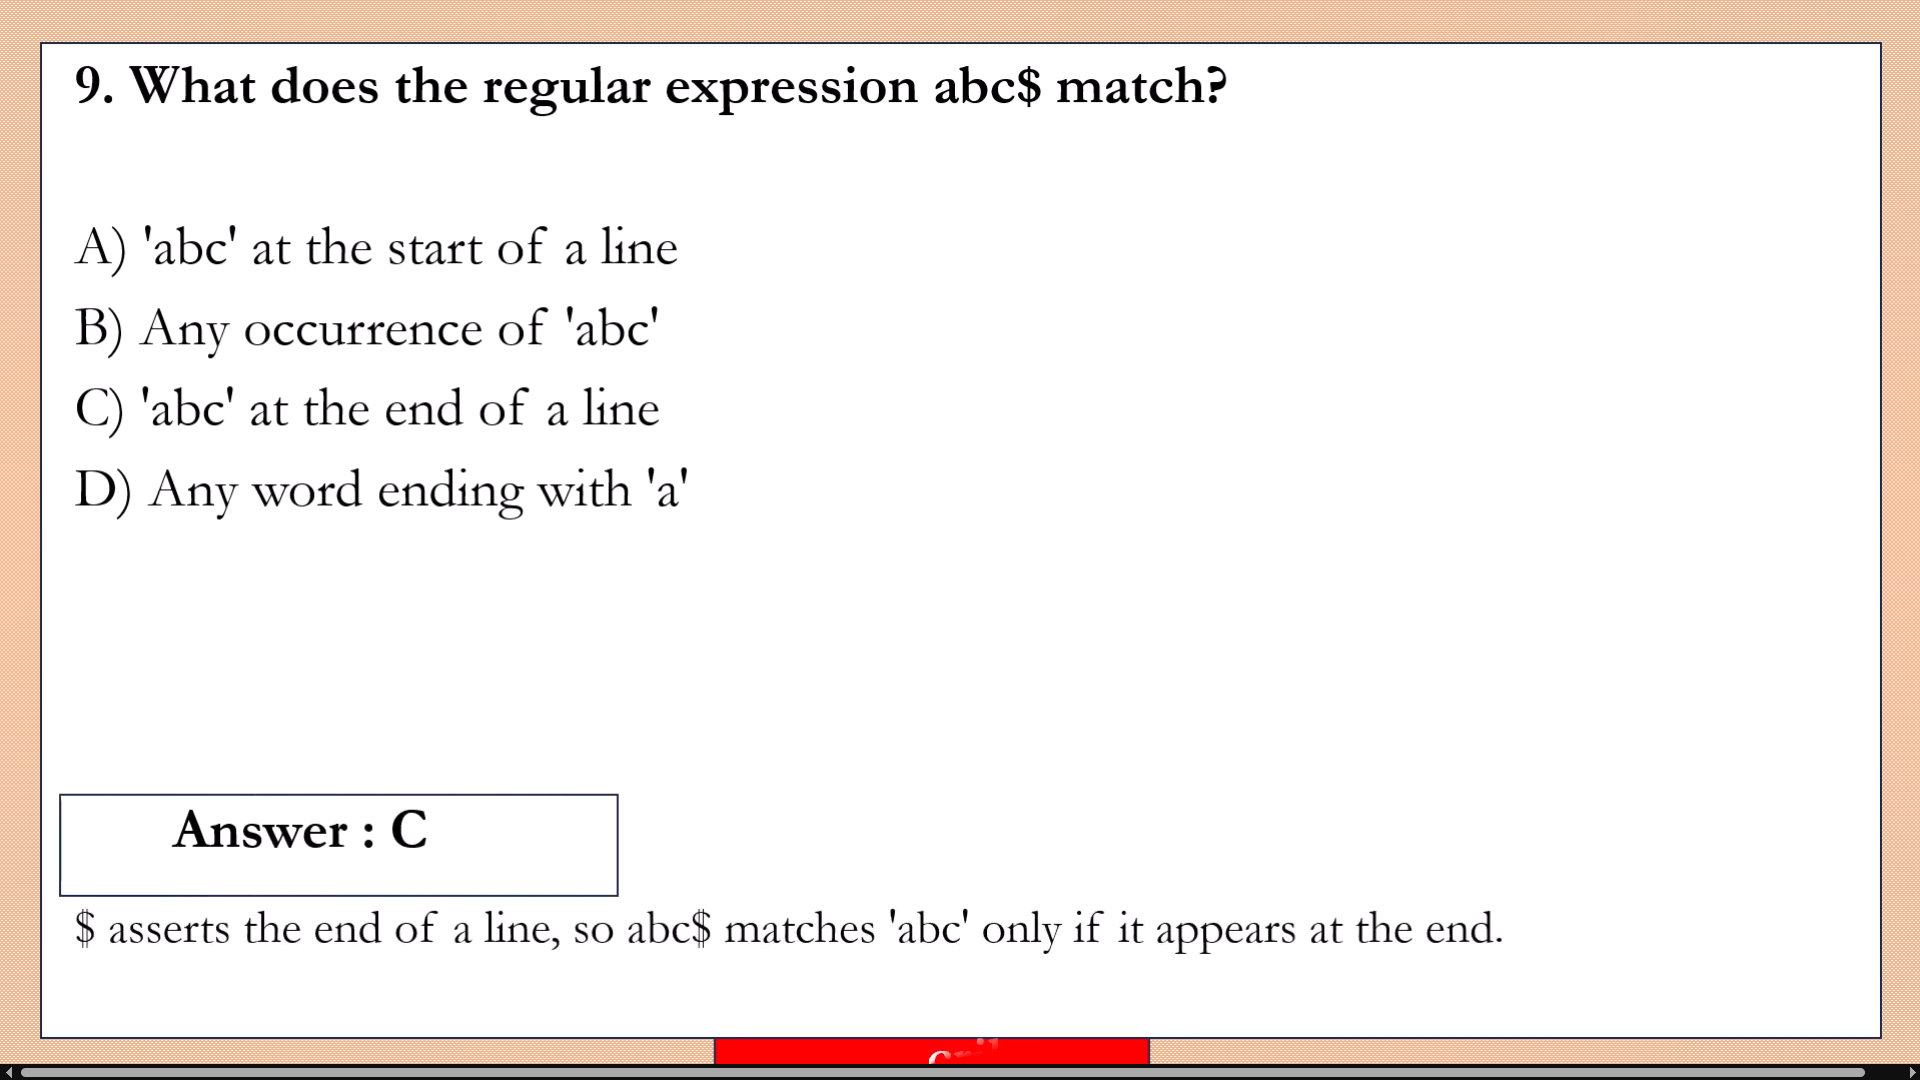 9. What does the regular expression abc$ match?
A) 'abc' at the start of a line
B) Any occurrence of 'abc'
C) 'abc' at the end of a line
D) Any word ending with 'a'
Answer : C
$ asserts the end of a line, so abc$ matches 'abc' only if it appears at the end.